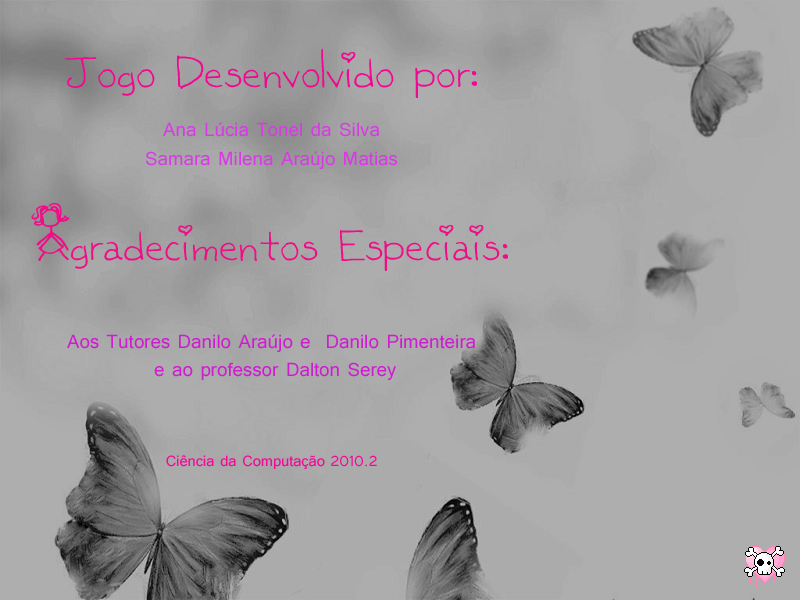 Jogo Desenvolvido por:
Ana Lúcia Tonel da Silva
Samara Milena Araújo Matias
Agradecimentos Especiais:
Aos Tutores Danilo Araújo e Danilo Pimenteira
e ao professor Dalton Serey
Ciência da Computação 2010.2